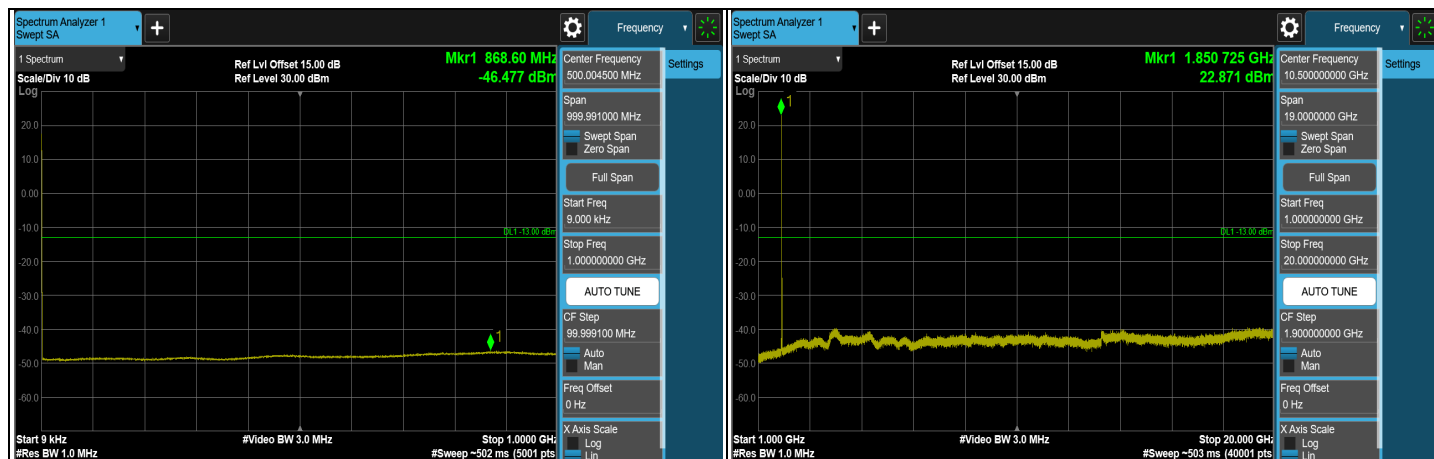 Spectrum Analyzer 1
Swept SA
+
Frequency
1 Spectrum
Scale/Div 10 dB
Log
Ref Lvl Offset 15.00 dB
Ref Level 30.00 dBm
Mkr1 868.60 MHz
-46.477 dBm
1
20.0
10.0
0.00
-10.0
-20.0
-30.0
-40.0
-50.0
-60.0
DL1 -13.00 dBm
Start 9 kHz
#Res BW 1.0 MHz
#Video BW 3.0 MHz
Stop 1.0000 GHz
#Sweep ~502 ms (5001 pts
Center Frequency
500.004500 MHz
Settings
Span
999.991000 MHz
Swept Span
Zero Span
Full Span
Start Freq
9.000 kHz
Stop Freq
1.000000000 GHz
AUTO TUNE
CF Step
99.999100 MHz
Auto
Man
Freq Offset
0 Hz
X Axis Scale
Log
Lin
Spectrum Analyzer 1
Swept SA
+
Frequency
1 Spectrum
Scale/Div 10 dB
Log
Ref Lvl Offset 15.00 dB
Ref Level 30.00 dBm
Mkr1 1.850 725 GHz
22.871 dBm
1
20.0
10.0
0.00
-10.0
-20.0
-30.0
-40.0
-50.0
-60.0
DL1 -13.00 dBm
Start 1.000 GHz
#Res BW 1.0 MHz
#Video BW 3.0 MHz
Stop 20.000 GHz
#Sweep ~503 ms (40001 pts
Center Frequency
10.500000000 GHz
Settings
Span
19.0000000 GHz
Swept Span
Zero Span
Full Span
Start Freq
1.000000000 GHz
Stop Freq
20.000000000 GHz
AUTO TUNE
CF Step
1.900000000 GHz
Auto
Man
Freq Offset
0 Hz
X Axis Scale
Log
Lin